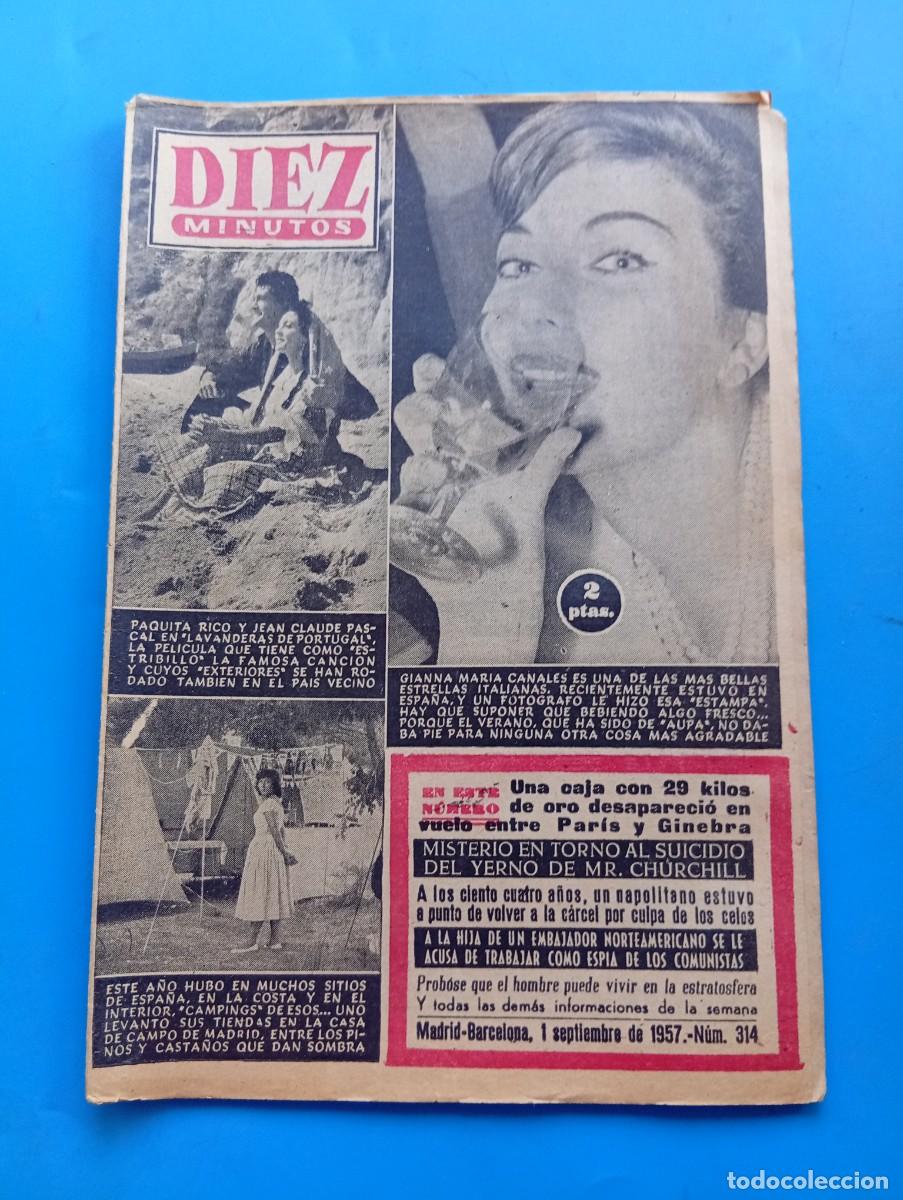 DIEZ
MINUTOS
PAQUITA RICO Y JEAN CLAUDE PAS-
CAL EN "LAVANDERAS DE PORTUGAL",
LA PELICULA QUE TIENE COMO "ES-
TRIBILLO" LA FAMOSA CANCION
Y CUYOS "EXTERIORES" SE HAN RO-
DADO TAMBIEN EN EL PAIS VECINO
2
ptas.
GIANNA MARIA CANALES ES UNA DE LAS MAS BELLAS
ESTRELLAS ITALIANAS. RECIENTEMENTE ESTUVO EN
ESPAÑA, Y UN FOTOGRAFO LE HIZO ESA "ESTAMPA".
HAY QUE SUPONER QUE BEBIENDO ALGO FRESCO...
PORQUE EL VERANO, QUE HA SIDO DE "AUPA", NO DA-
BA PIE PARA NINGUNA OTRA COSA MAS AGRADABLE
ESTE AÑO HUBO EN MUCHOS SITIOS
DE ESPAÑA, EN LA COSTA Y EN EL
INTERIOR, "CAMPINGS" DE ESOS... UNO
LEVANTO SUS TIENDAS EN LA CASA
DE CAMPO DE MADRID, ENTRE LOS PI-
NOS Y CASTAÑOS QUE DAN SOMBRA
EN ESTE
NÚMERO
Una caja con 29 kilos
de oro desapareció en
vuelo entre París y Ginebra
MISTERIO EN TORNO AL SUICIDIO
DEL YERNO DE MR. CHURCHILL
A los ciento cuatro años, un napolitano estuvo
a punto de volver a la cárcel por culpa de los celos
A LA HIJA DE UN EMBAJADOR NORTEAMERICANO SE LE
ACUSA DE TRABAJAR COMO ESPIA DE LOS COMUNISTAS
Probóse que el hombre puede vivir en la estratosfera
Y todas las demás informaciones de la semana
Madrid-Barcelona, 1 septiembre de 1957.-Núm. 314
todocoleccion